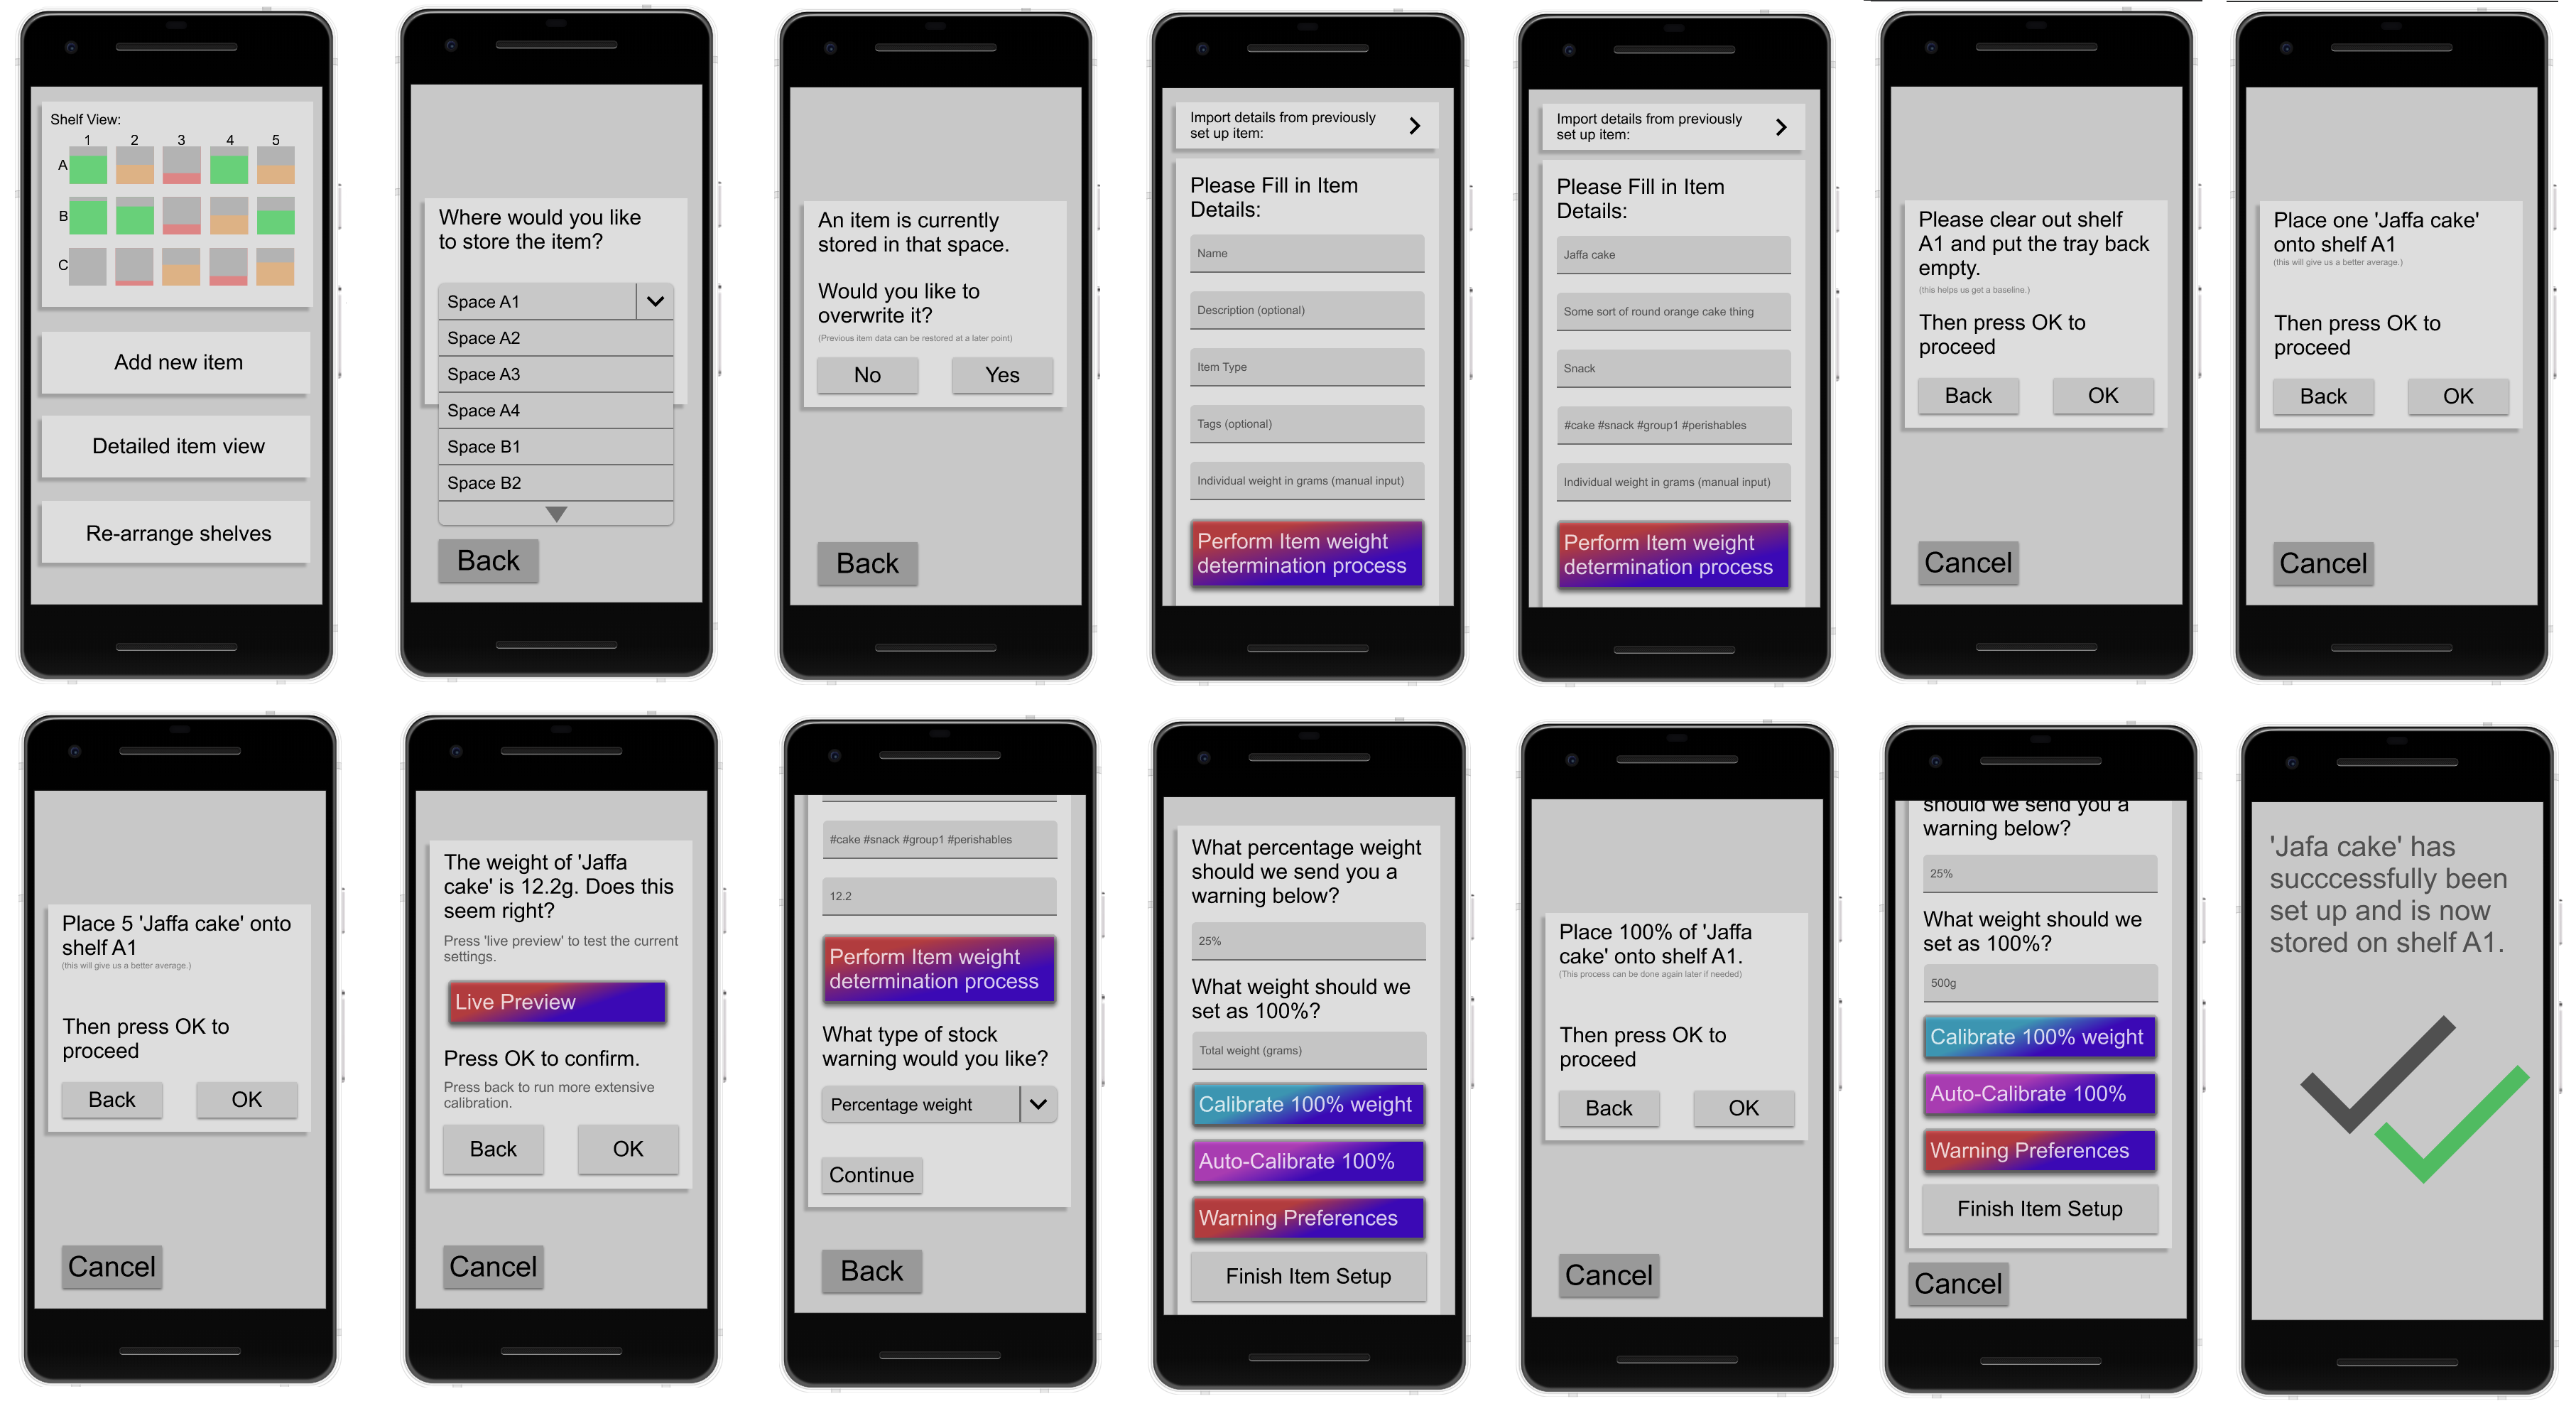 Shelf View:
1 2 3 4 5
A
B
C
Add new item
Detailed item view
Re-arrange shelves
Where would you like
to store the item?
Space A1
Space A2
Space A3
Space A4
Space B1
Space B2
Back
An item is currently
stored in that space.
Would you like to
overwrite it?
(Previous item data can be restored at a later point)
No Yes
Back
Import details from previously
set up item:
Please Fill in Item
Details:
Name
Description (optional)
Item Type
Tags (optional)
Individual weight in grams (manual input)
Perform Item weight
determination process
Import details from previously
set up item:
Please Fill in Item
Details:
Jaffa cake
Some sort of round orange cake thing
Snack
#cake #snack #group1 #perishables
Individual weight in grams (manual input)
Perform Item weight
determination process
Please clear out shelf
A1 and put the tray back
empty.
(this helps us get a baseline.)
Then press OK to
proceed
Back OK
Cancel
Place one 'Jaffa cake'
onto shelf A1
(this will give us a better average.)
Then press OK to
proceed
Back OK
Cancel
Place 5 'Jaffa cake' onto
shelf A1
(this will give us a better average.)
Then press OK to
proceed
Back OK
Cancel
The weight of 'Jaffa
cake' is 12.2g. Does this
seem right?
Press 'live preview' to test the current
settings.
Live Preview
Press OK to confirm.
Press back to run more extensive
calibration.
Back OK
Cancel
#cake #snack #group1 #perishables
12.2
Perform Item weight
determination process
What type of stock
warning would you like?
Percentage weight
Continue
Back
What percentage weight
should we send you a
warning below?
25%
What weight should we
set as 100%?
Total weight (grams)
Calibrate 100% weight
Auto-Calibrate 100%
Warning Preferences
Finish Item Setup
Place 100% of 'Jaffa
cake' onto shelf A1.
(This process can be done again later if needed)
Then press OK to
proceed
Back OK
Cancel
should we send you a
warning below?
25%
What weight should we
set as 100%?
500g
Calibrate 100% weight
Auto-Calibrate 100%
Warning Preferences
Finish Item Setup
Cancel
'Jafa cake' has
succcessfully been
set up and is now
stored on shelf A1.